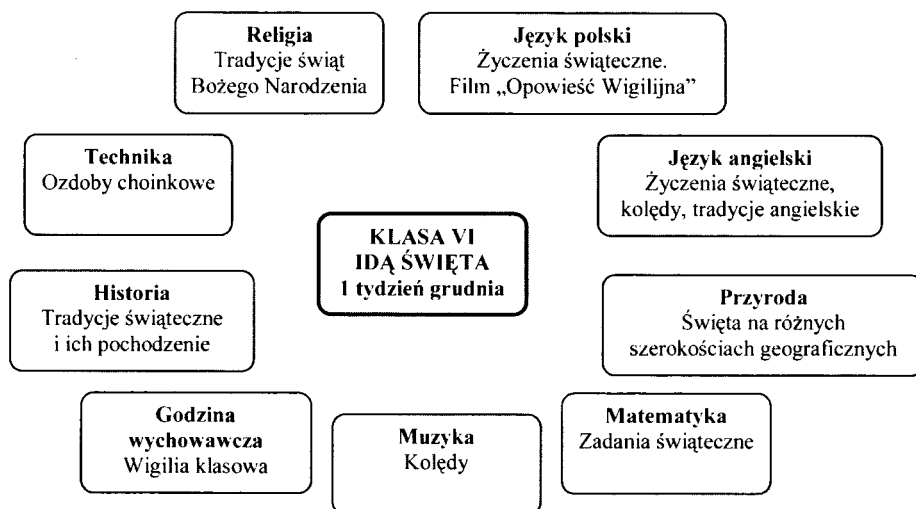 Religia
Tradycje świąt
Bożego Narodzenia
Język polski
Życzenia świąteczne.
Film „Opowieść Wigilijna”
Technika
Ozdoby choinkowe
Język angielski
Życzenia świąteczne,
kolędy, tradycje angielskie
KLASA VI
IDĄ ŚWIĘTA
1 tydzień grudnia
Historia
Tradycje świąteczne
i ich pochodzenie
Przyroda
Święta na różnych
szerokościach geograficznych
Godzina
wychowawcza
Wigilia klasowa
Muzyka
Kolędy
Matematyka
Zadania świąteczne